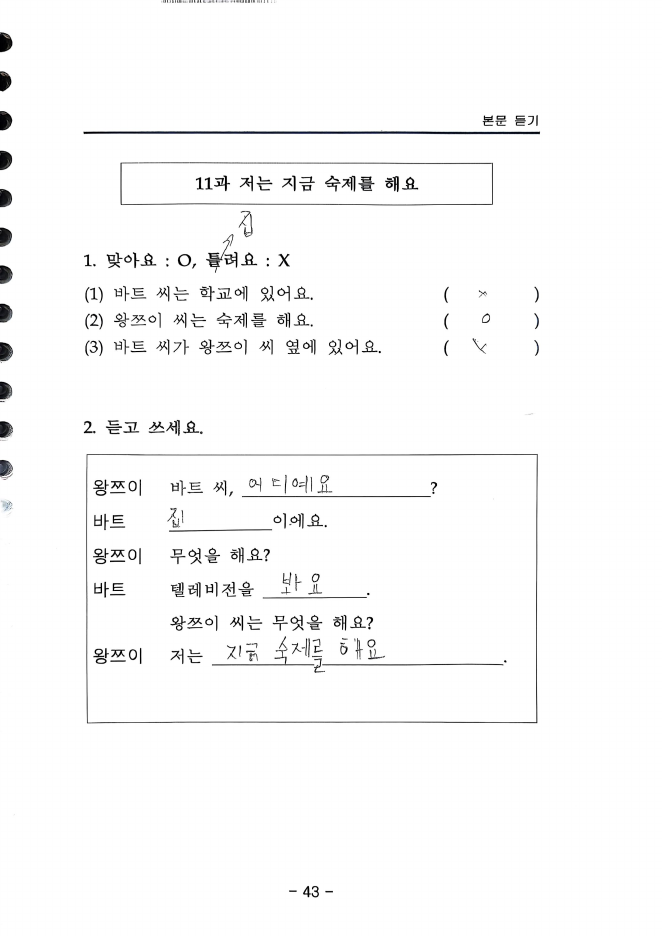 본문 듣기
11과 저는 지금 숙제를 해요
집
1. 맞아요 : O, 틀려요 : X
(1) 바트 씨는 학교에 있어요. ( × )
(2) 왕쯔이 씨는 숙제를 해요. ( O )
(3) 바트 씨가 왕쯔이 씨 옆에 있어요. ( X )
2. 듣고 쓰세요.
왕쯔이 바트 씨, 어디예요?
바트 집이에요.
왕쯔이 무엇을 해요?
바트 텔레비전을 봐요.
왕쯔이 씨는 무엇을 해요?
왕쯔이 저는 지금 숙제를 해요.
- 43 -